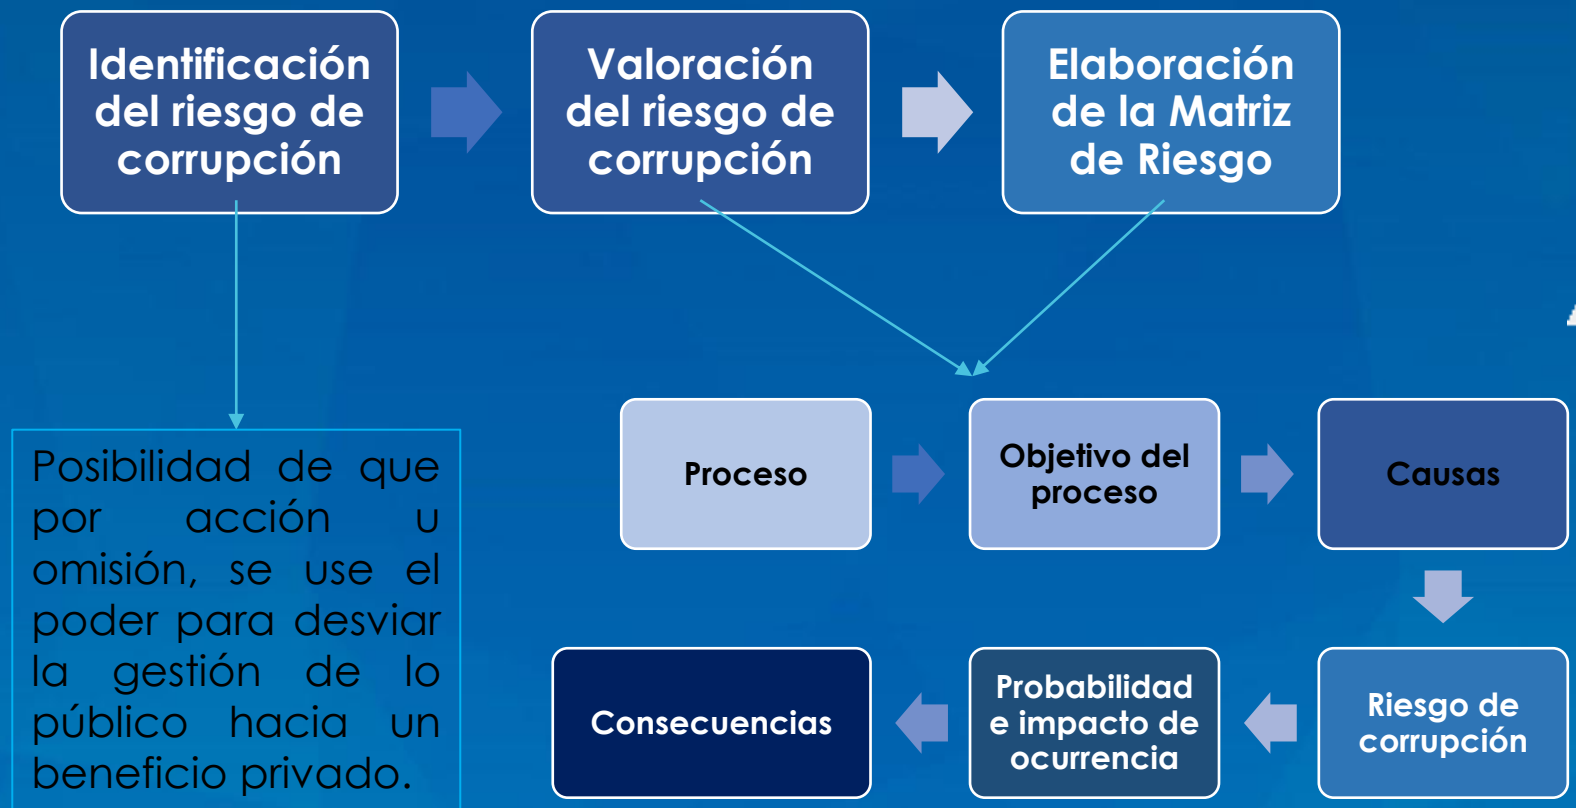 Identificación
del riesgo de
corrupción
Valoración
del riesgo de
corrupción
Elaboración
de la Matriz
de Riesgo
Posibilidad de que
por acción u
omisión, se use el
poder para desviar
la gestión de lo
público hacia un
beneficio privado.
Proceso
Objetivo del
proceso
Causas
Riesgo de
corrupción
Probabilidad
e impacto de
ocurrencia
Consecuencias